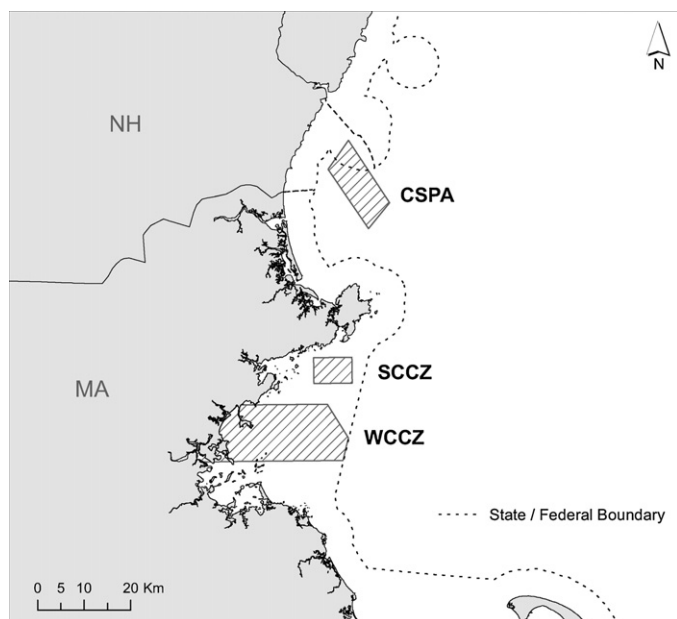 N
NH
CSPA
MA
SCCZ
WCCZ
State / Federal Boundary
0 5 10 20 Km